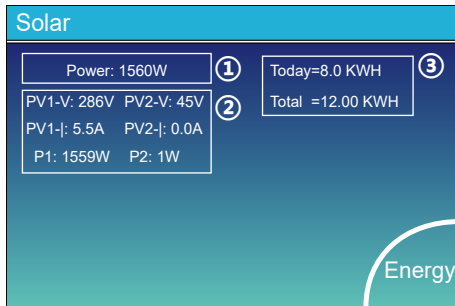 Solar
Power: 1560W ①
PV1-V: 286V PV2-V: 45V ②
PV1-|: 5.5A PV2-|: 0.0A
P1: 1559W P2: 1W
Today=8.0 KWH ③
Total =12.00 KWH
Energy